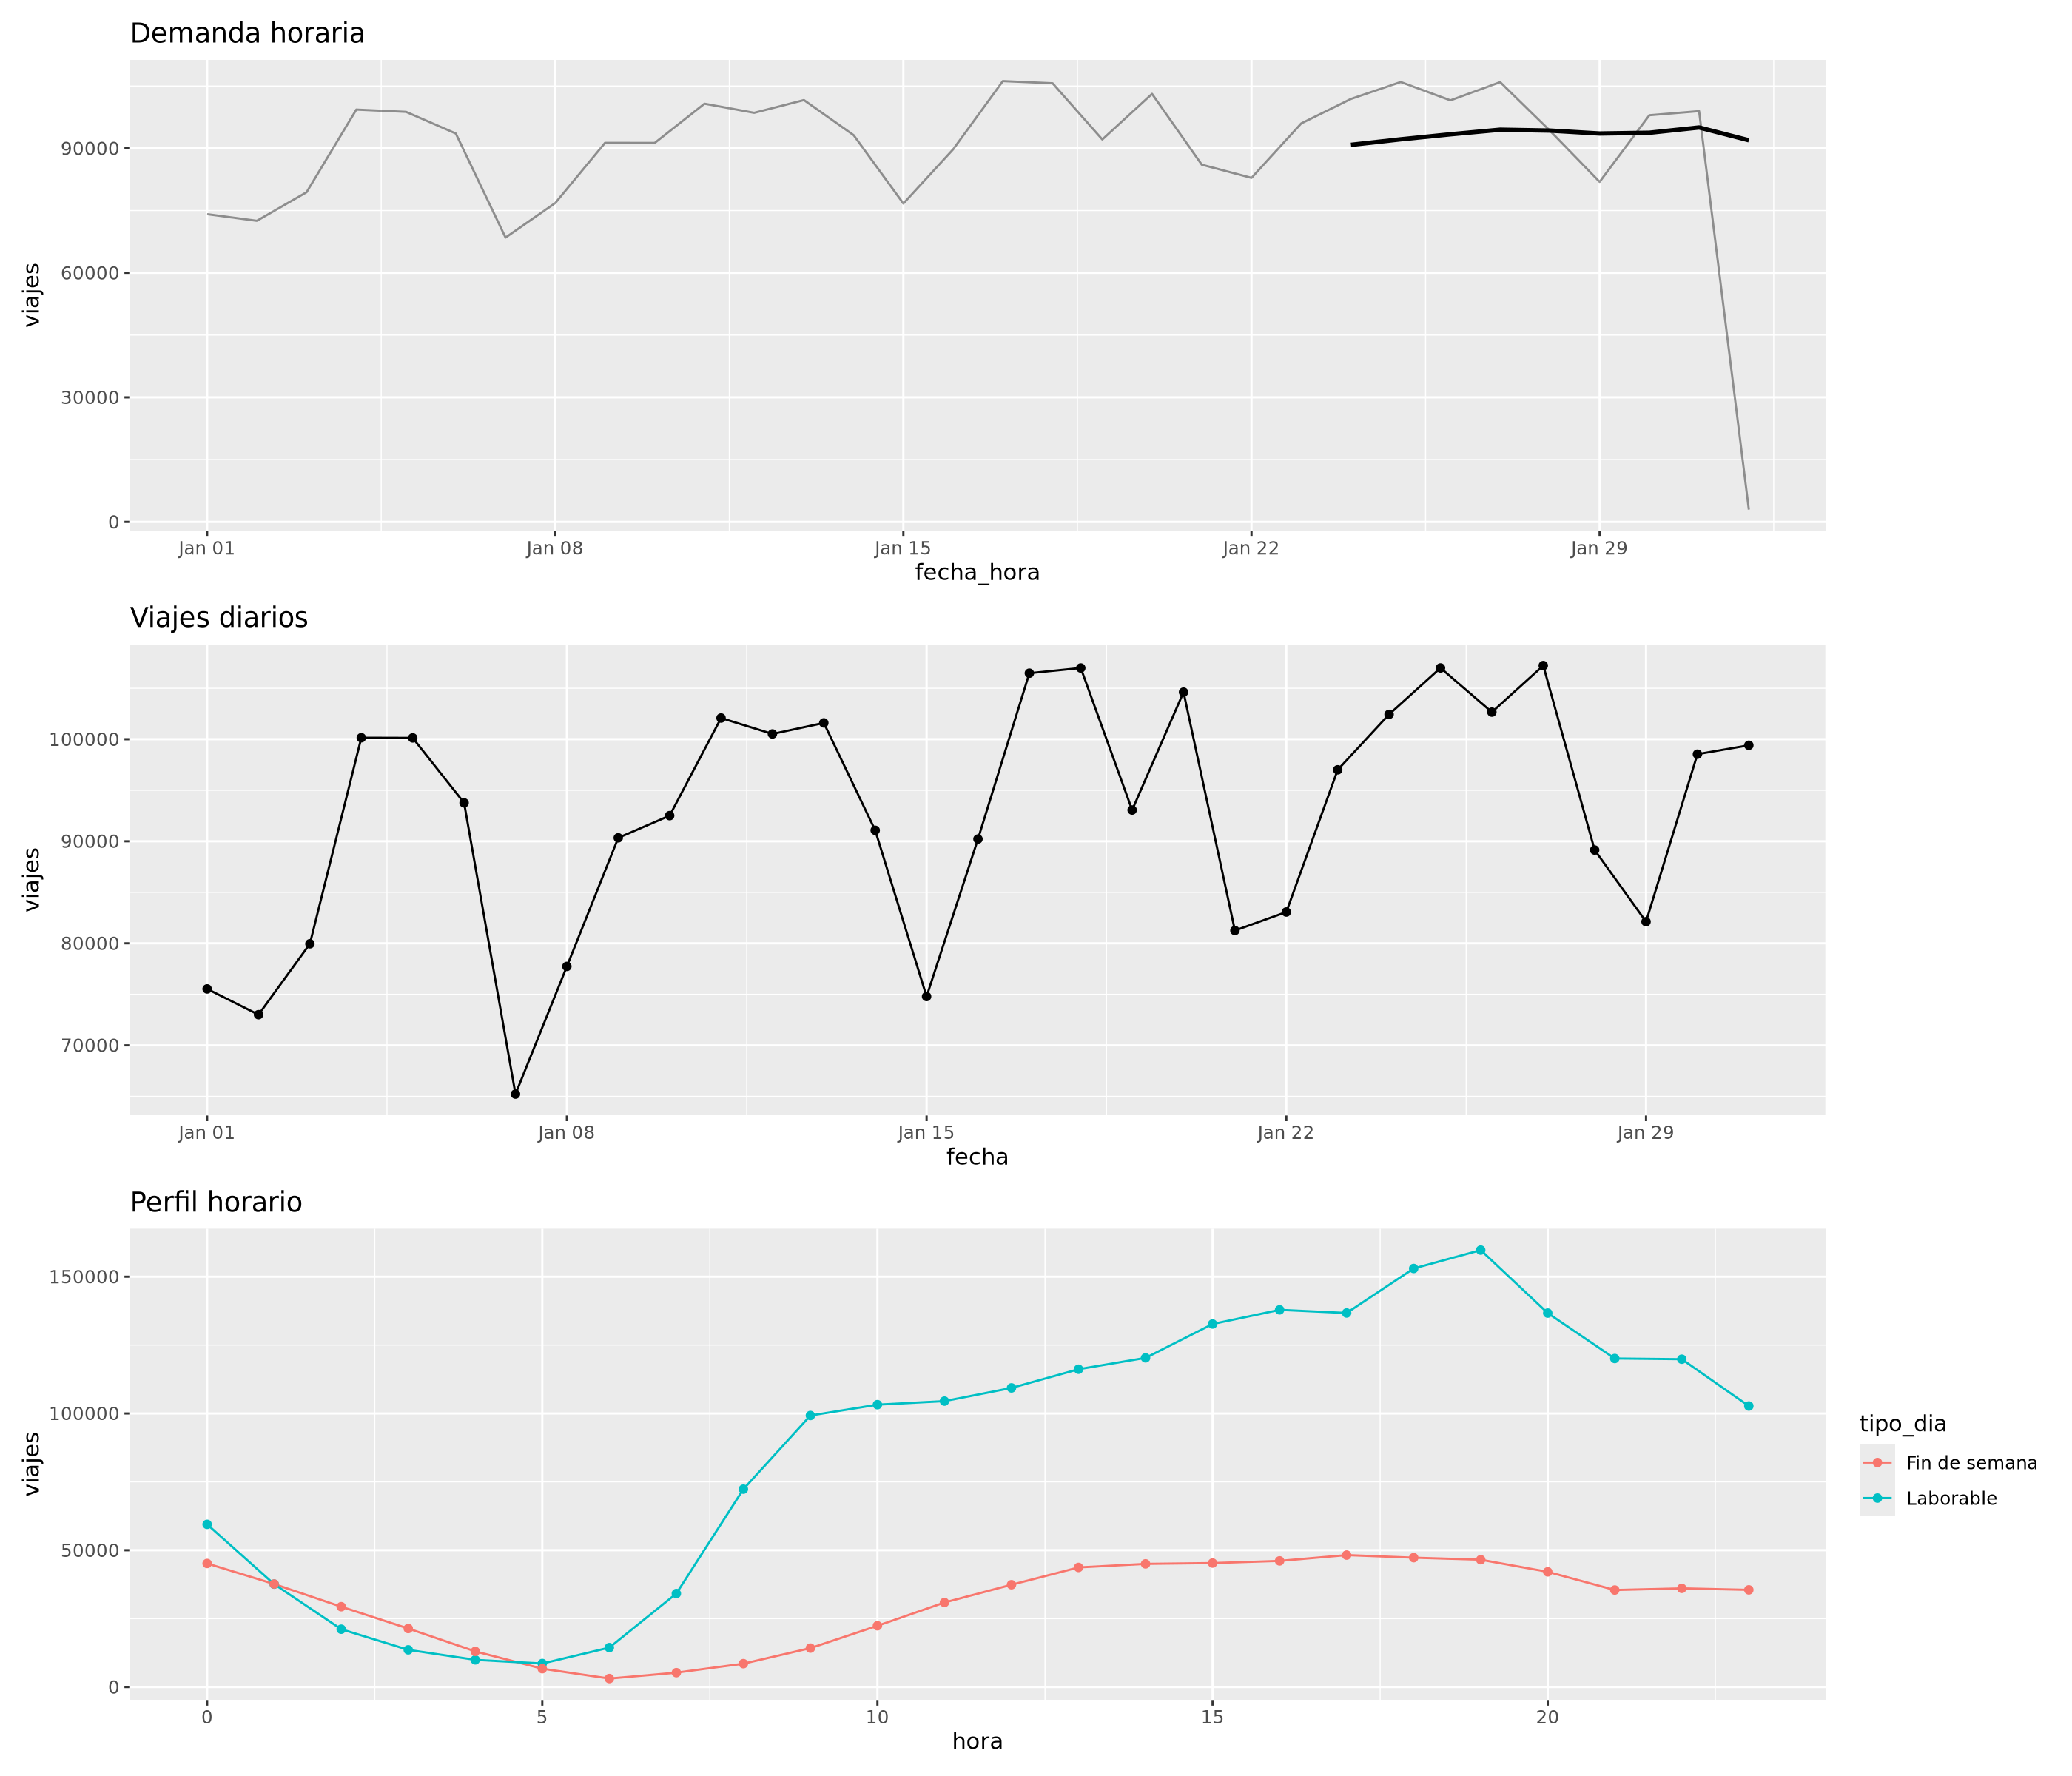 Demanda horaria
viajes
90000
60000
30000
0
Jan 01 Jan 08 Jan 15 Jan 22 Jan 29
fecha_hora
Viajes diarios
viajes
100000
90000
80000
70000
Jan 01 Jan 08 Jan 15 Jan 22 Jan 29
fecha
Perfil horario
viajes
150000
100000
50000
0
0 5 10 15 20
hora
tipo_dia
Fin de semana
Laborable